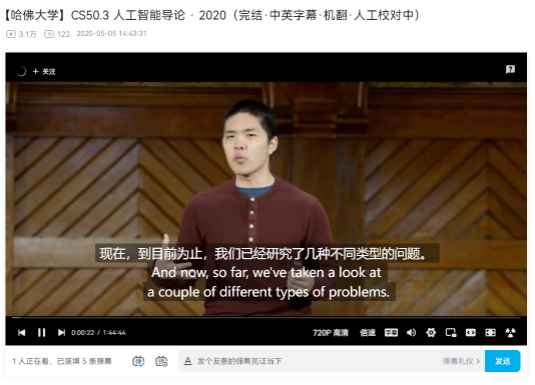 【哈佛大学】CS50.3 人工智能导论 · 2020（完结·中英字幕·机翻·人工校对中）
3.1万 122 2020-05-05 14:43:31
+ 关注
现在，到目前为止，我们已经研究了几种不同类型的问题。
And now, so far, we've taken a look at
a couple of different types of problems.
0:00:22 / 1:44:44 720P 高清 倍速 字幕
1 人正在看，已装填 5 条弹幕 弹 弹 A 发个友善的弹幕见证当下 弹幕礼仪 > 发送